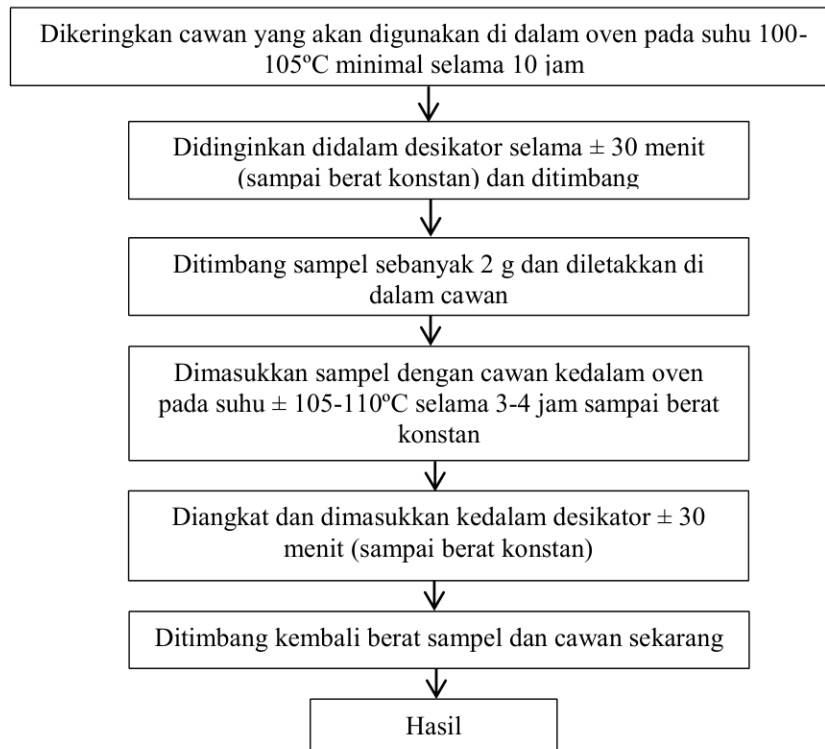 Dikeringkan cawan yang akan digunakan di dalam oven pada suhu 100-
105ºC minimal selama 10 jam
Didinginkan didalam desikator selama ± 30 menit
(sampai berat konstan) dan ditimbang
Ditimbang sampel sebanyak 2 g dan diletakkan di
dalam cawan
Dimasukkan sampel dengan cawan kedalam oven
pada suhu ± 105-110ºC selama 3-4 jam sampai berat
konstan
Diangkat dan dimasukkan kedalam desikator ± 30
menit (sampai berat konstan)
Ditimbang kembali berat sampel dan cawan sekarang
Hasil